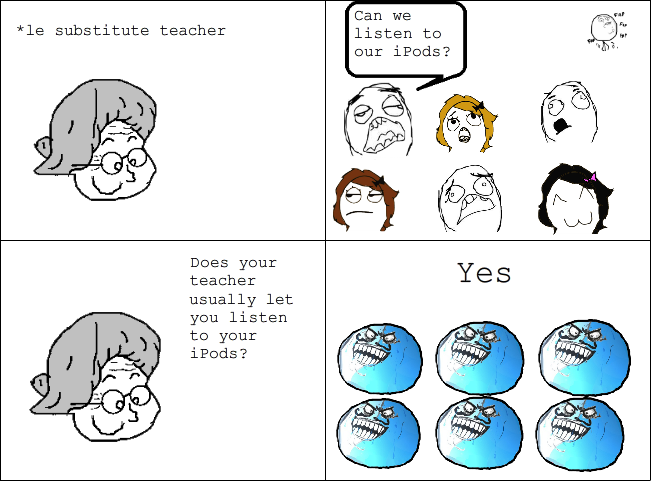 *le substitute teacher
Can we
listen to
our iPods?
Does your
teacher
usually let
you listen
to your
iPods?
Yes